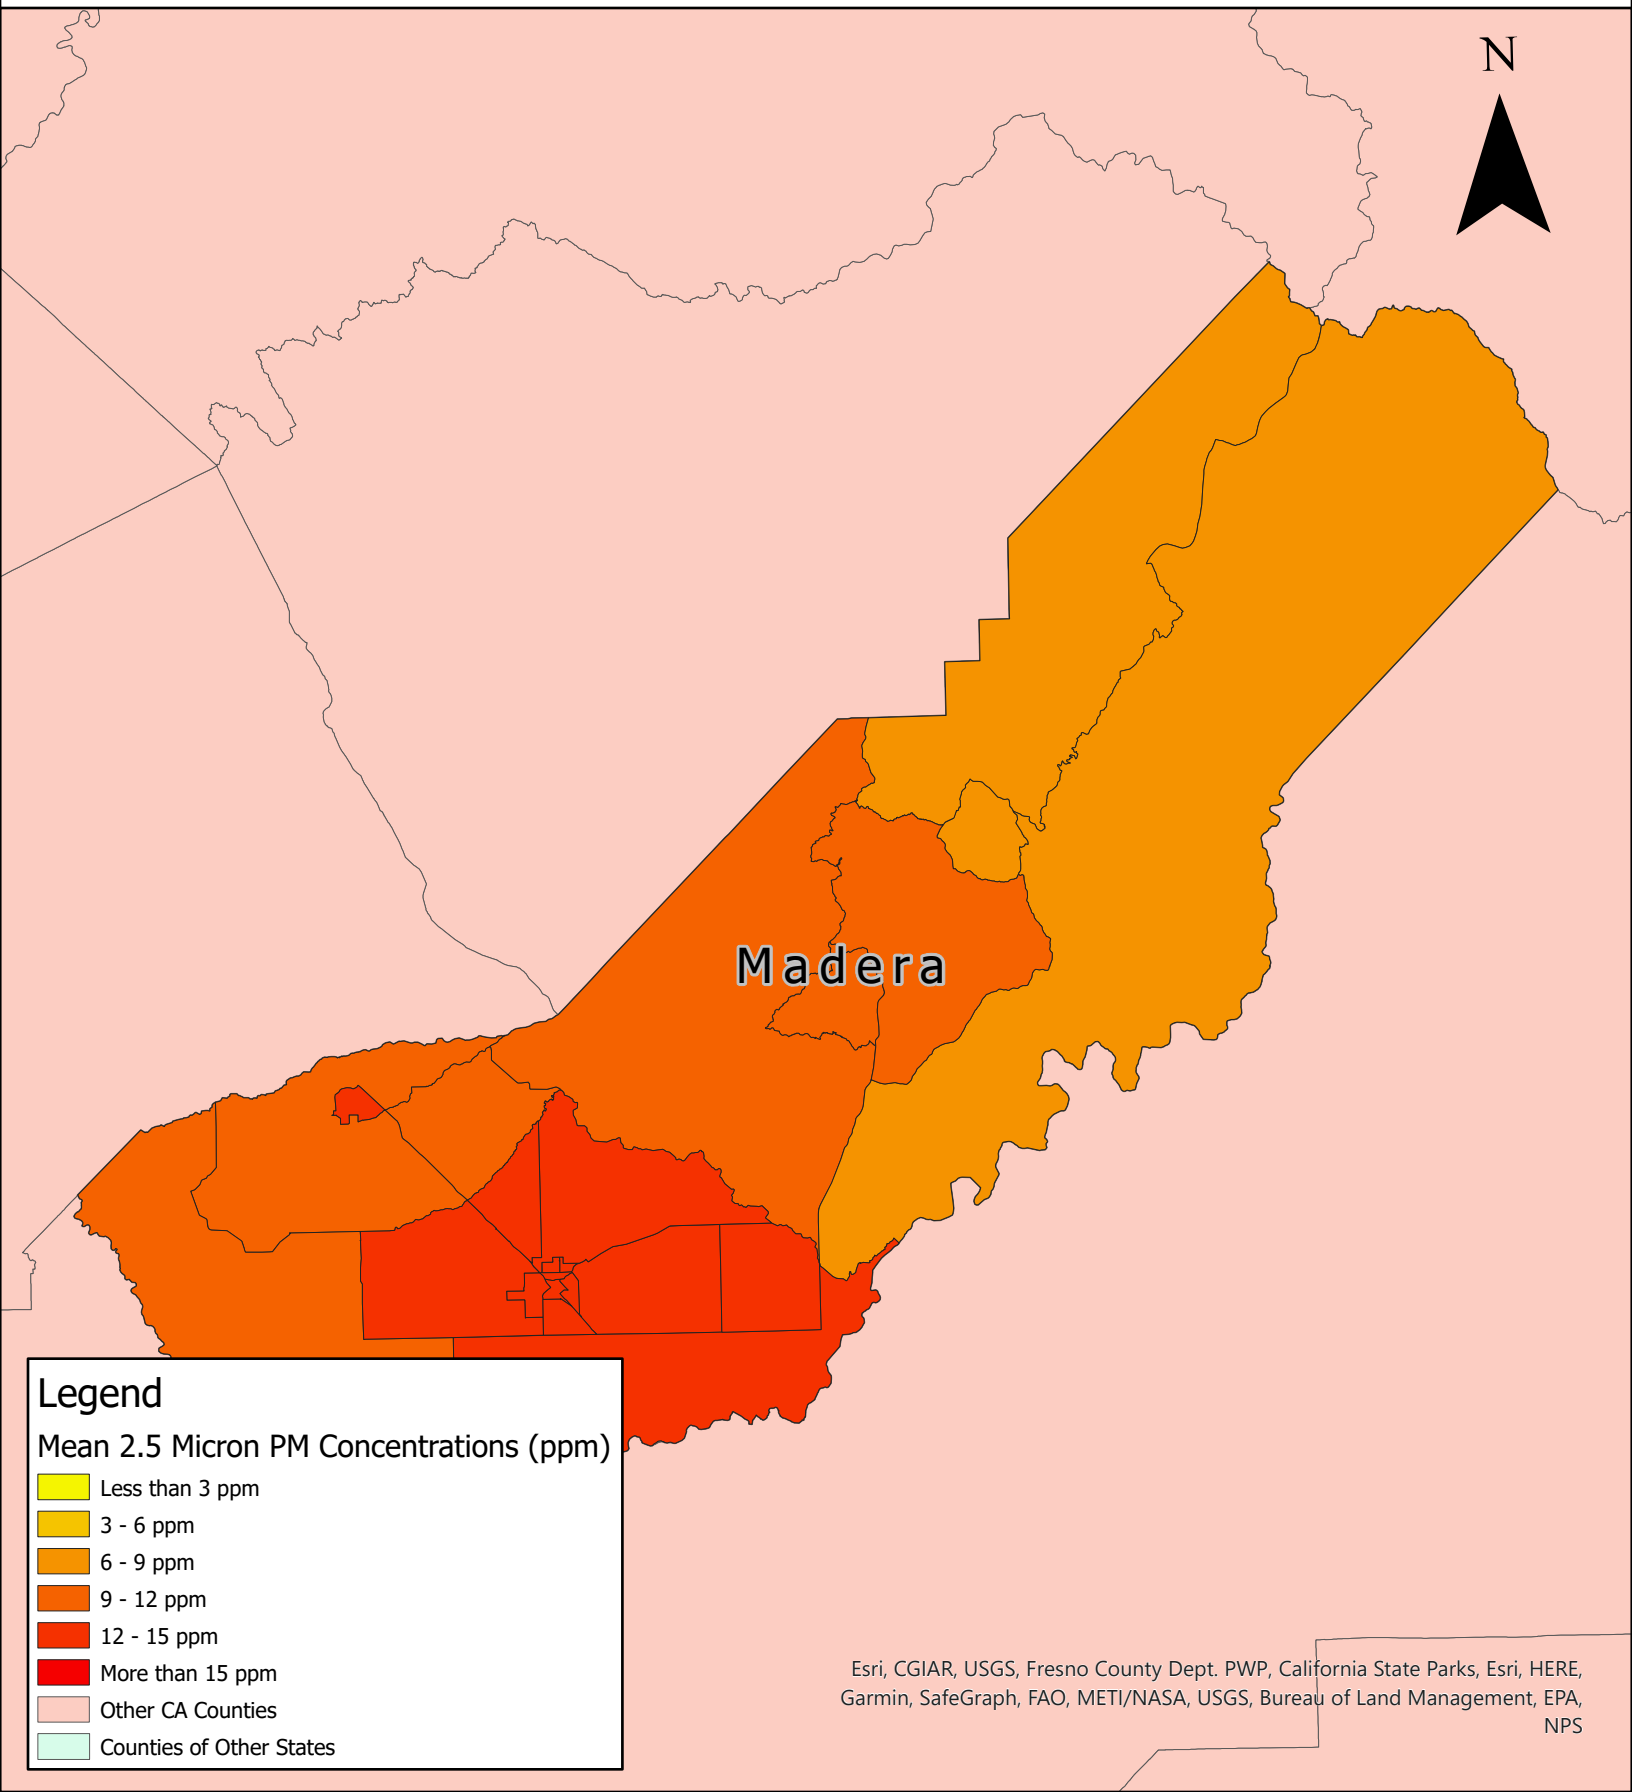 N
Madera
Legend
Mean 2.5 Micron PM Concentrations (ppm)
Less than 3 ppm
3 - 6 ppm
6 - 9 ppm
9 - 12 ppm
12 - 15 ppm
More than 15 ppm
Other CA Counties
Counties of Other States
Esri, CGIAR, USGS, Fresno County Dept. PWP, California State Parks, Esri, HERE,
Garmin, SafeGraph, FAO, METI/NASA, USGS, Bureau of Land Management, EPA,
NPS